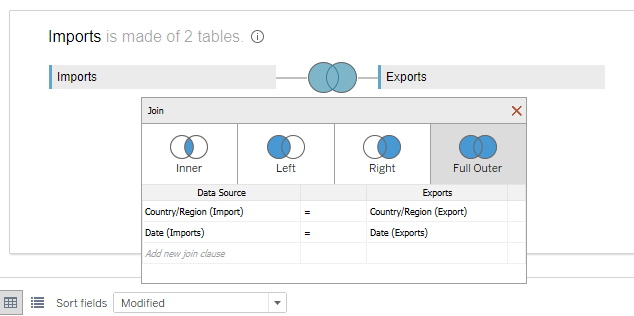 Imports is made of 2 tables.
Imports Exports
Join
Inner Left Right Full Outer
Data Source Exports
Country/Region (Import) = Country/Region (Export)
Date (Imports) = Date (Exports)
Add new join clause
Sort fields Modified